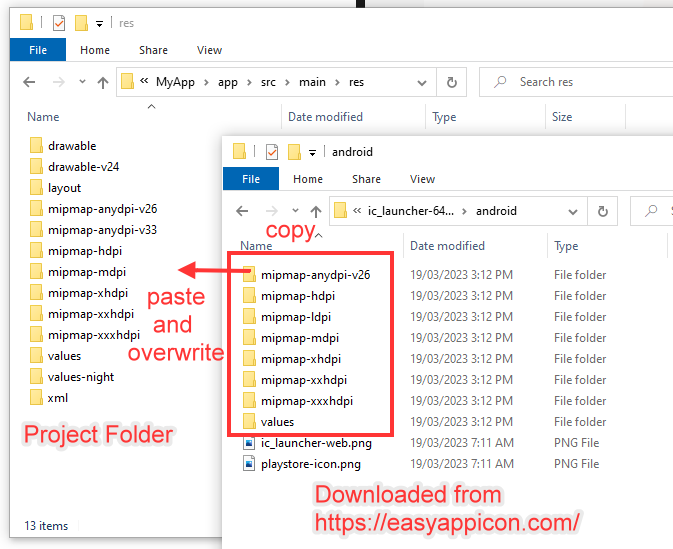 res
File Home Share View
« MyApp › app › src › main › res
Search res
Name Date modified Type Size
drawable
drawable-v24
layout
mipmap-anydpi-v26
mipmap-anydpi-v33
mipmap-hdpi
mipmap-mdpi
mipmap-xhdpi
mipmap-xxhdpi
mipmap-xxxhdpi
values
values-night
xml
Project Folder
13 items
paste
and
overwrite
android
File Home Share View
« ic_launcher-64... › android
copy
Name Date modified Type
mipmap-anydpi-v26 19/03/2023 3:12 PM File folder
mipmap-hdpi 19/03/2023 3:12 PM File folder
mipmap-ldpi 19/03/2023 3:12 PM File folder
mipmap-mdpi 19/03/2023 3:12 PM File folder
mipmap-xhdpi 19/03/2023 3:12 PM File folder
mipmap-xxhdpi 19/03/2023 3:12 PM File folder
mipmap-xxxhdpi 19/03/2023 3:12 PM File folder
values 19/03/2023 3:12 PM File folder
ic_launcher-web.png 19/03/2023 7:11 AM PNG File
playstore-icon.png 19/03/2023 7:11 AM PNG File
Downloaded from
https://easyappicon.com/